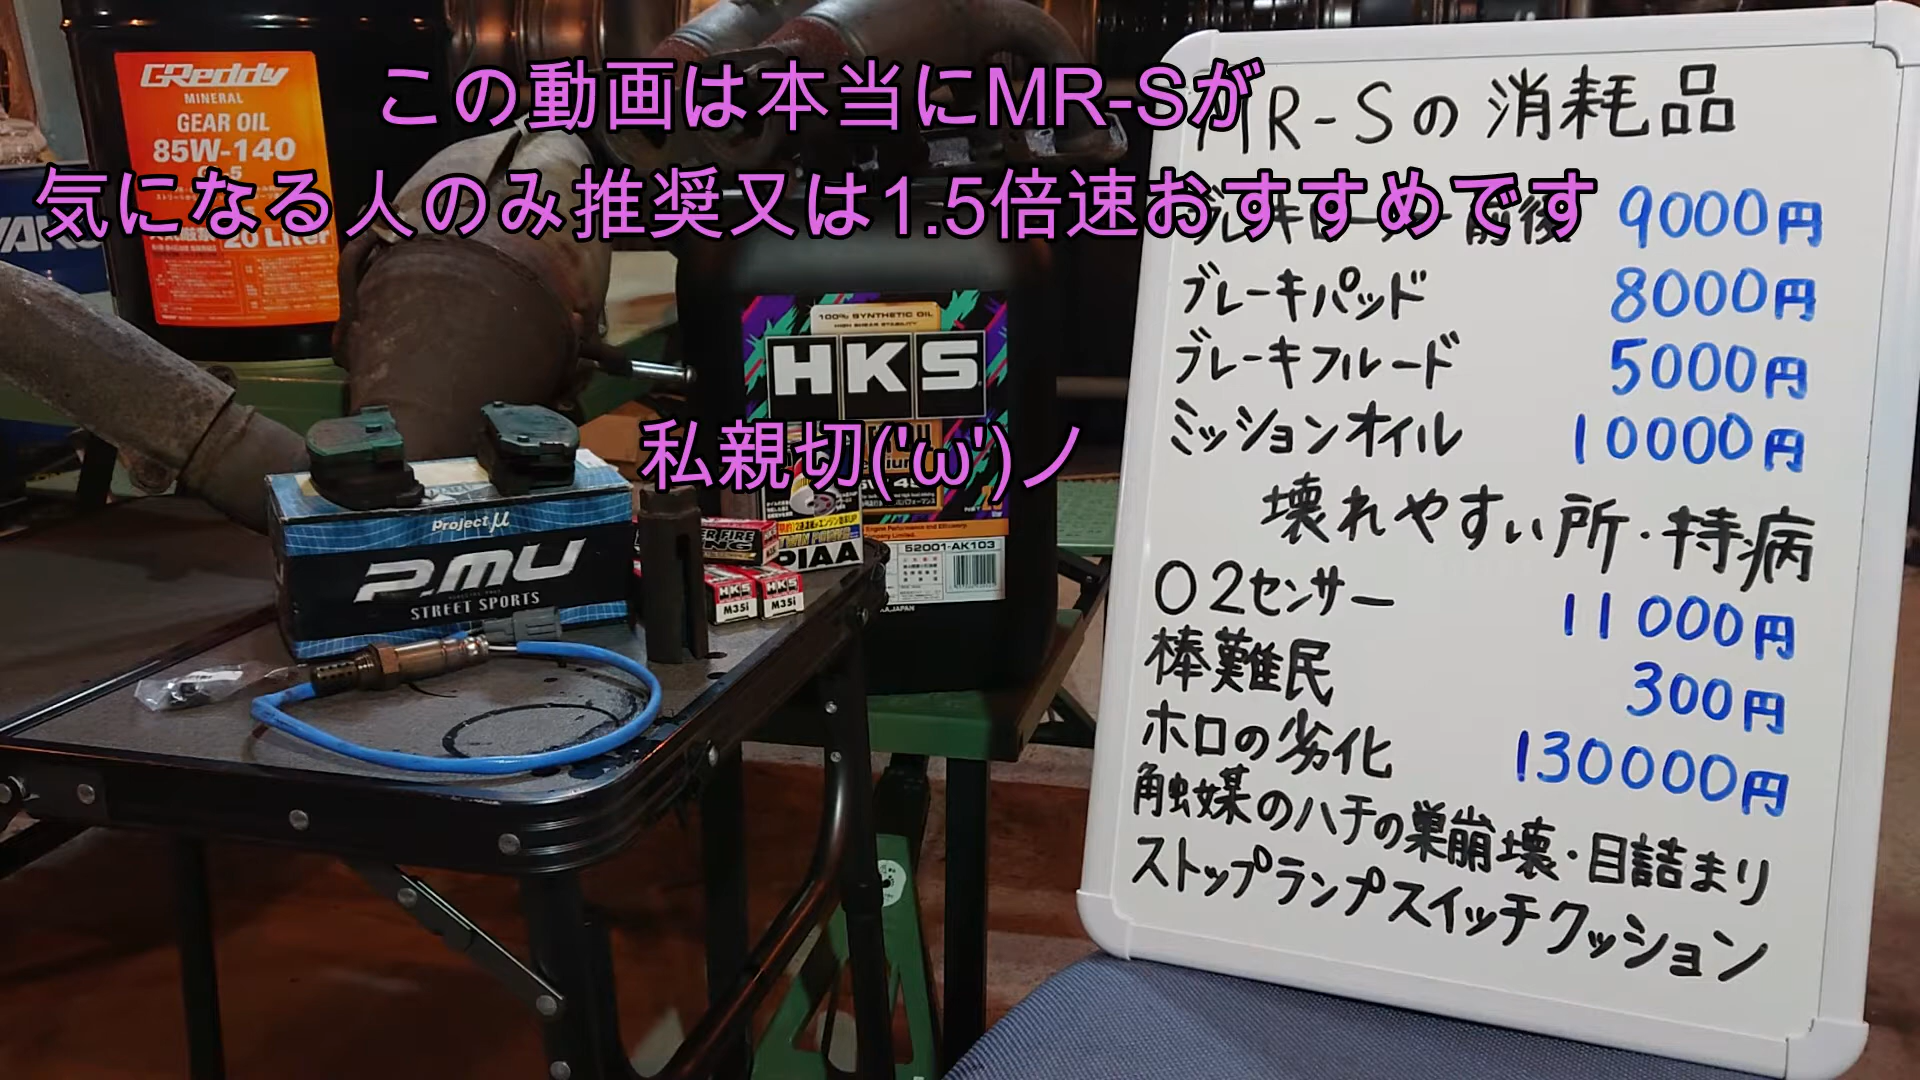 この動画は本当にMR-Sが
気になる人のみ推奨又は1.5倍速おすすめです
私親切('ω')ノ
MR-Sの消耗品
前後 9000円
ブレーキパッド 8000円
ブレーキフルード 5000円
ミッションオイル 10000円
壊れやすい所・持病
O2センサー 11000円
棒難民 300円
ホロの劣化 130000円
触媒のハチの巣崩壊・目詰まり
ストップランプスイッチクッション
GReddy
MINERAL
GEAR OIL
85W-140
20 Liter
100% SYNTHETIC OIL
HIGH SHEAR STABILITY
HKS
52001-AK103
Project μ
P.MU
STREET SPORTS
PIAA
HKS
M35i
HKS
M35i